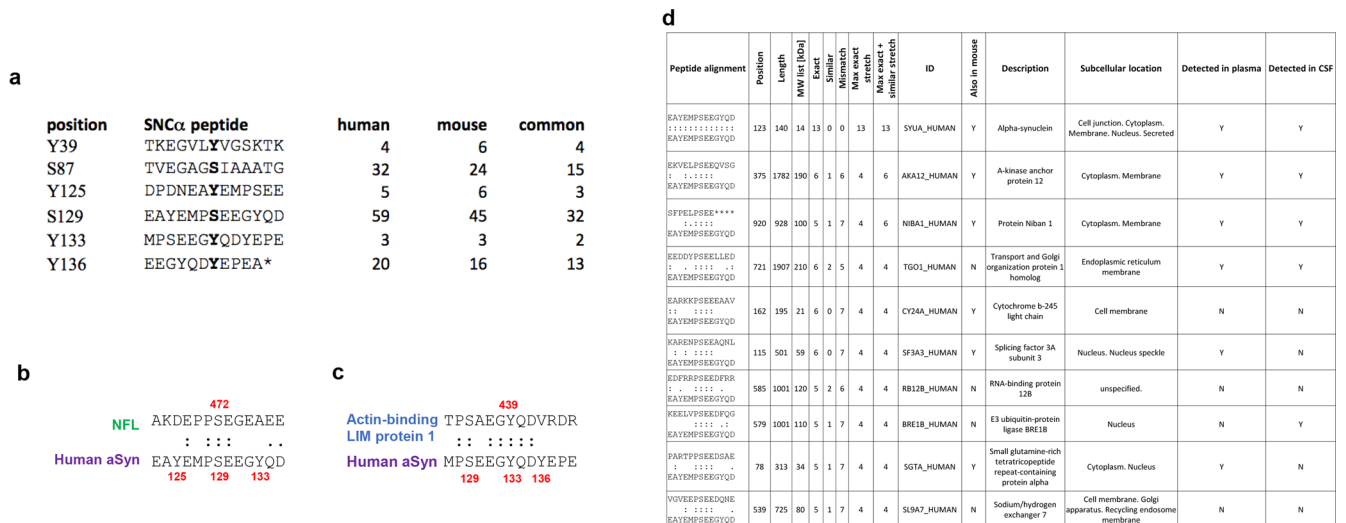 a
position SNCα peptide human mouse common
Y39 TKEGVLYVGSKTK 4 6 4
S87 TVEGAGSIAAATG 32 24 15
Y125 DPDNEAYEMPSEE 5 6 3
S129 EAYEMPSEEGYQD 59 45 32
Y133 MPSEEGYQDYEPE 3 3 2
Y136 EEGYQDYEPEA* 20 16 13
b
472
NFL AKDEPPSEGEAEE
: ::: ..
Human aSyn EAYEMPSEEGYQD
125 129 133
c
439
Actin-binding TPSAEGYQDVRDR
LIM protein 1 :: :::::
Human aSyn MPSEEGYQDYEPE
129 133 136
d
Peptide alignment Position Length MW list [kDa] Exact Similar Mismatch Max exact stretch Max exact + similar stretch ID Also in mouse Description Subcellular location Detected in plasma Detected in CSF
EAYEMPSEEGYQD
:::::::::::::
EAYEMPSEEGYQD
123 140 14 13 0 0 13 13 SYUA_HUMAN Y Alpha-synuclein Cell junction. Cytoplasm. Membrane. Nucleus. Secreted Y Y
EKVELPSEEQVSG
: :.::::
EAYEMPSEEGYQD
375 1782 190 6 1 6 4 6 AKA12_HUMAN Y A-kinase anchor protein 12 Cytoplasm. Membrane Y Y
SFPELPSEE****
:.::::
EAYEMPSEEGYQD
920 928 100 5 1 7 4 6 NIBA1_HUMAN Y Protein Niban 1 Cytoplasm. Membrane Y Y
EEDDYPSEELLED
: . :::: .:
EAYEMPSEEGYQD
721 1907 210 6 2 5 4 4 TGO1_HUMAN N Transport and Golgi organization protein 1 homolog Endoplasmic reticulum membrane Y Y
EARKKPSEEEAAV
:: ::::
EAYEMPSEEGYQD
162 195 21 6 0 7 4 4 CY24A_HUMAN Y Cytochrome b-245 light chain Cell membrane N N
KARENPSEEAQNL
: : ::::
EAYEMPSEEGYQD
115 501 59 6 0 7 4 4 SF3A3_HUMAN Y Splicing factor 3A subunit 3 Nucleus. Nucleus speckle Y N
EDFRRPSEEDFRR
: . :::: .
EAYEMPSEEGYQD
585 1001 120 5 2 6 4 4 RB12B_HUMAN N RNA-binding protein 12B unspecified. N N
KEELVPSEEDFQG
:::: .:
EAYEMPSEEGYQD
579 1001 110 5 1 7 4 4 BRE1B_HUMAN N E3 ubiquitin-protein ligase BRE1B Nucleus N Y
PARTPPSEEDSAE
: :::: .
EAYEMPSEEGYQD
78 313 34 5 1 7 4 4 SGTA_HUMAN Y Small glutamine-rich tetratricopeptide repeat-containing protein alpha Cytoplasm. Nucleus Y N
VGVEEPSEEDQNE
: :::: .
EAYEMPSEEGYQD
539 725 80 5 1 7 4 4 SL9A7_HUMAN N Sodium/hydrogen exchanger 7 Cell membrane. Golgi apparatus. Recycling endosome membrane N N